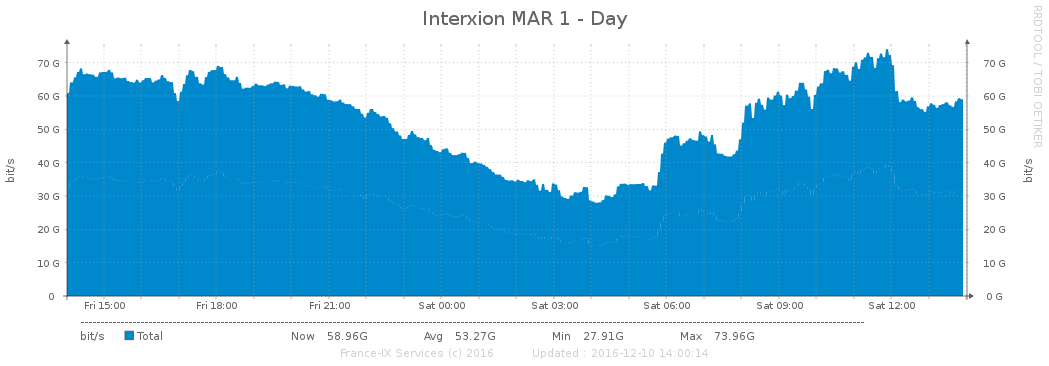 Interxion MAR 1 - Day
RRDTOOL / TOBI OETIKER
bit/s
bit/s
70 G 70 G
60 G 60 G
50 G 50 G
40 G 40 G
30 G 30 G
20 G 20 G
10 G 10 G
0 0 G
Fri 15:00 Fri 18:00 Fri 21:00 Sat 00:00 Sat 03:00 Sat 06:00 Sat 09:00 Sat 12:00
bit/s Total Now 58.96G Avg 53.27G Min 27.91G Max 73.96G
France-IX Services (c) 2016 Updated : 2016-12-10 14:00:14